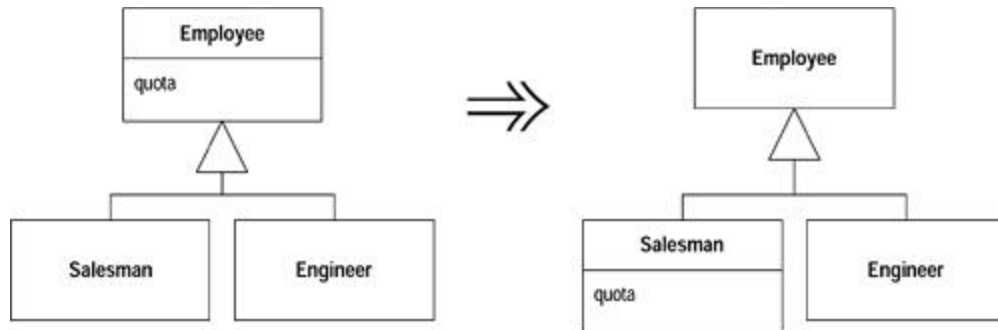 Employee
quota
Salesman
Engineer
Employee
Salesman
quota
Engineer